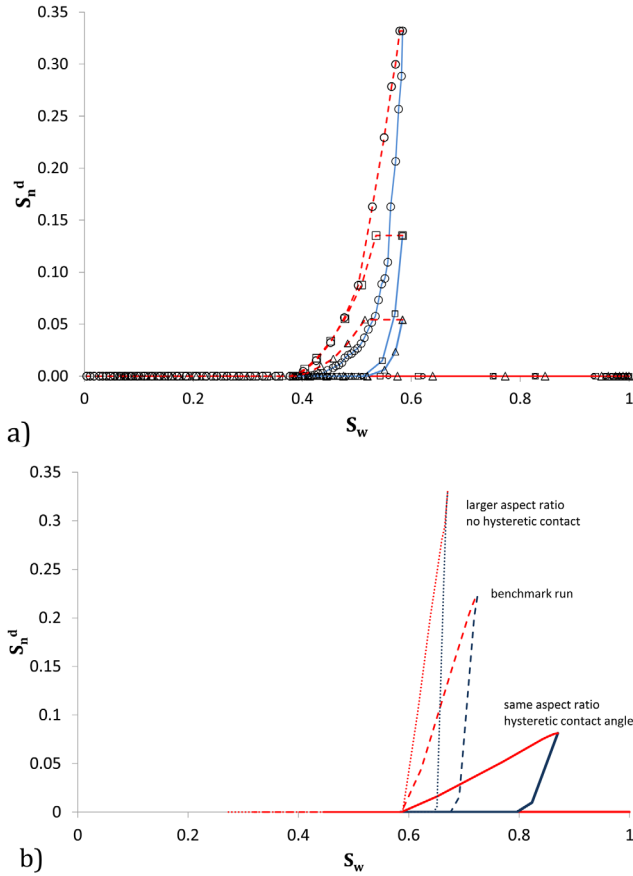 0.35
0.30
0.25
0.20
0.15
0.10
0.05
0.00
S_n^d
0 0.2 0.4 0.6 0.8 1
S_w
a)
0.35
0.3
0.25
0.2
0.15
0.1
0.05
0
S_n^d
larger aspect ratio
no hysteretic contact
benchmark run
same aspect ratio
hysteretic contact angle
0 0.2 0.4 0.6 0.8 1
S_w
b)